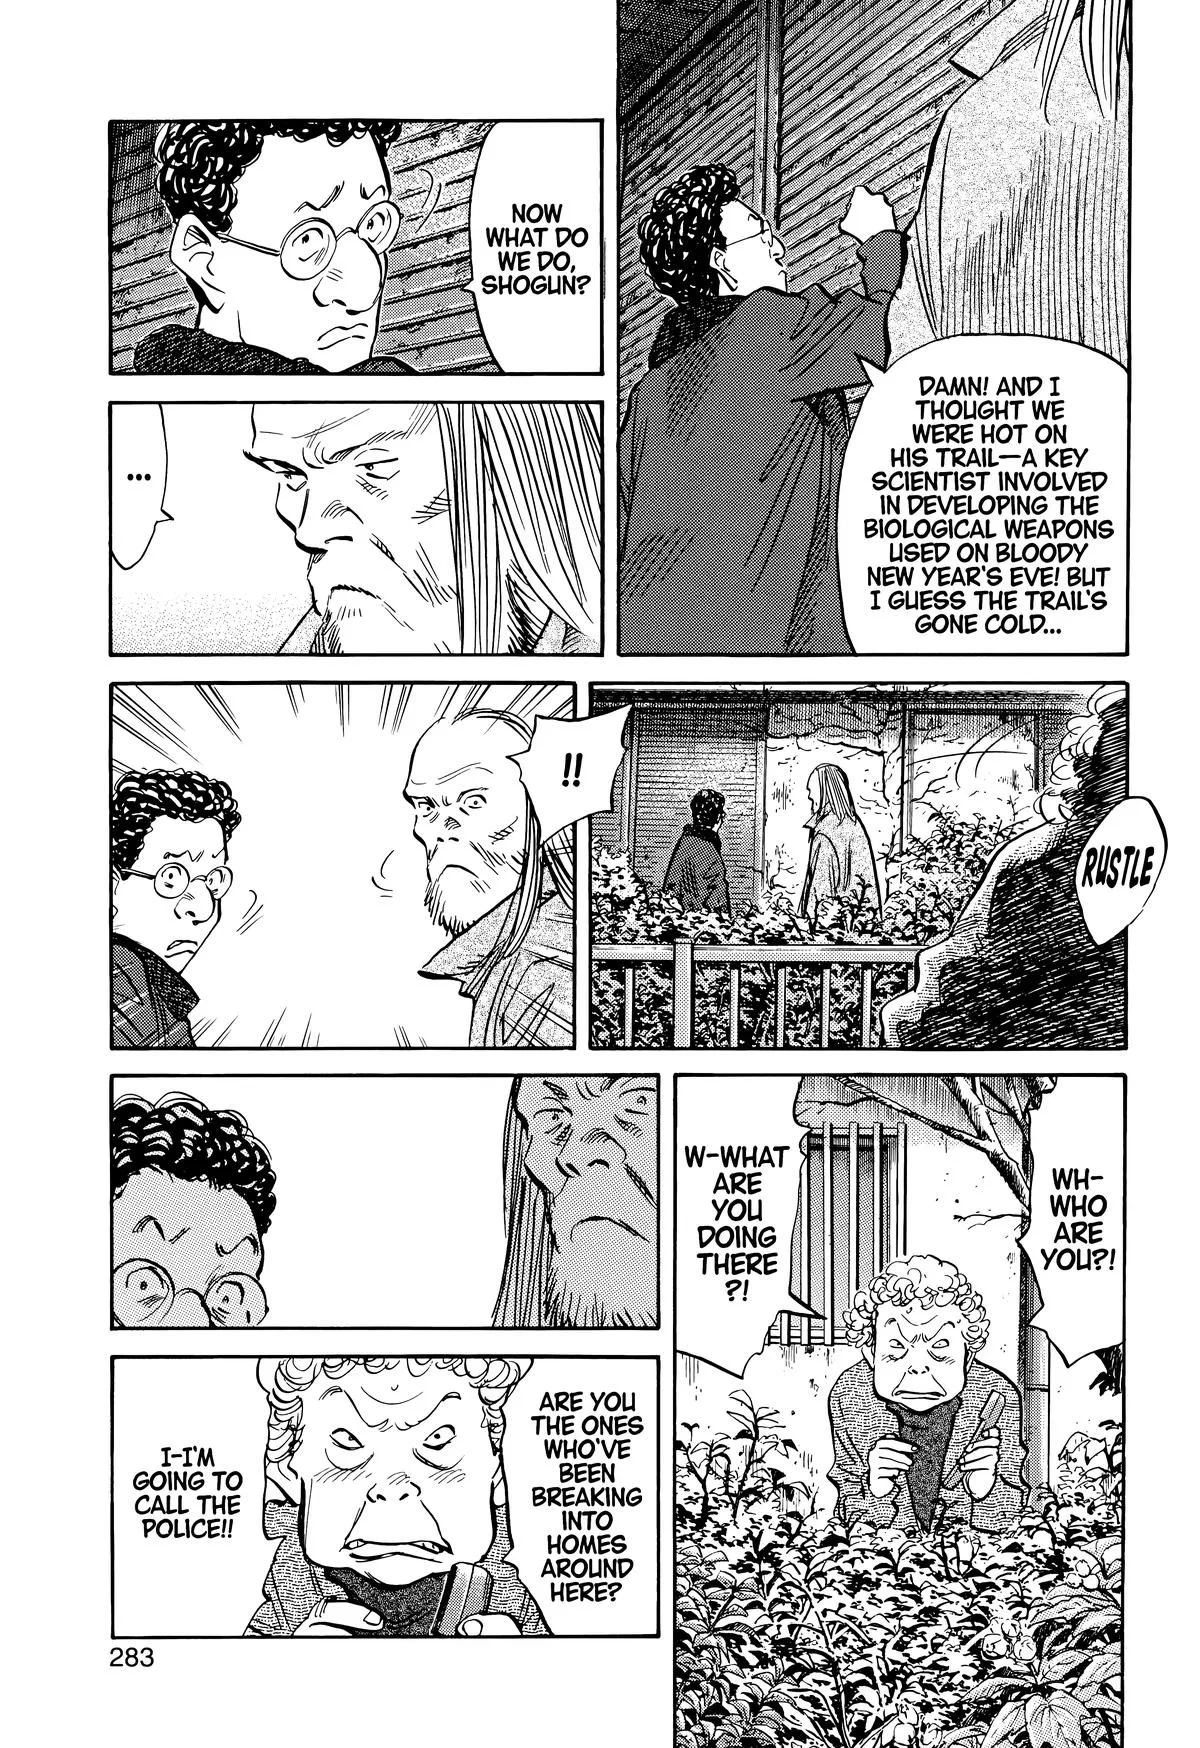 DAMN! AND I
THOUGHT WE
WERE HOT ON
HIS TRAIL—A KEY
SCIENTIST INVOLVED
IN DEVELOPING THE
BIOLOGICAL WEAPONS
USED ON BLOODY
NEW YEAR'S EVE! BUT
I GUESS THE TRAIL'S
GONE COLD...
NOW
WHAT DO
WE DO,
SHOGUN?
...
RUSTLE
!!
WH-
WHO
ARE
YOU?!
W-WHAT
ARE
YOU
DOING
THERE
?!
ARE YOU
THE ONES
WHO'VE
BEEN
BREAKING
INTO
HOMES
AROUND
HERE?
I-I'M
GOING TO
CALL THE
POLICE!!
283